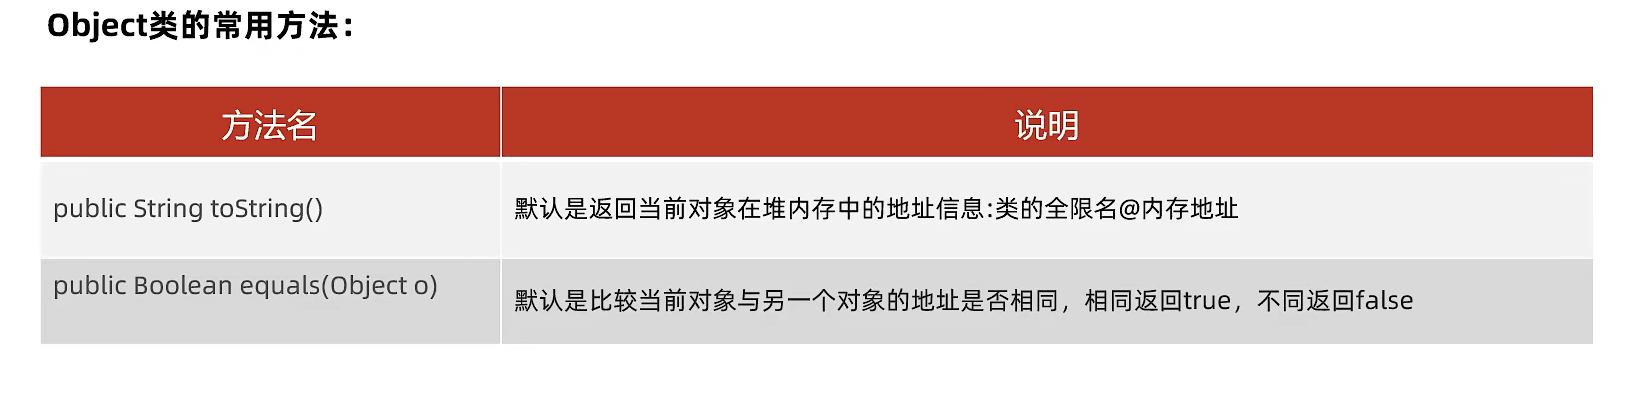 Object类的常用方法：
方法名
说明
public String toString()
默认是返回当前对象在堆内存中的地址信息:类的全限名@内存地址
public Boolean equals(Object o)
默认是比较当前对象与另一个对象的地址是否相同，相同返回true，不同返回false